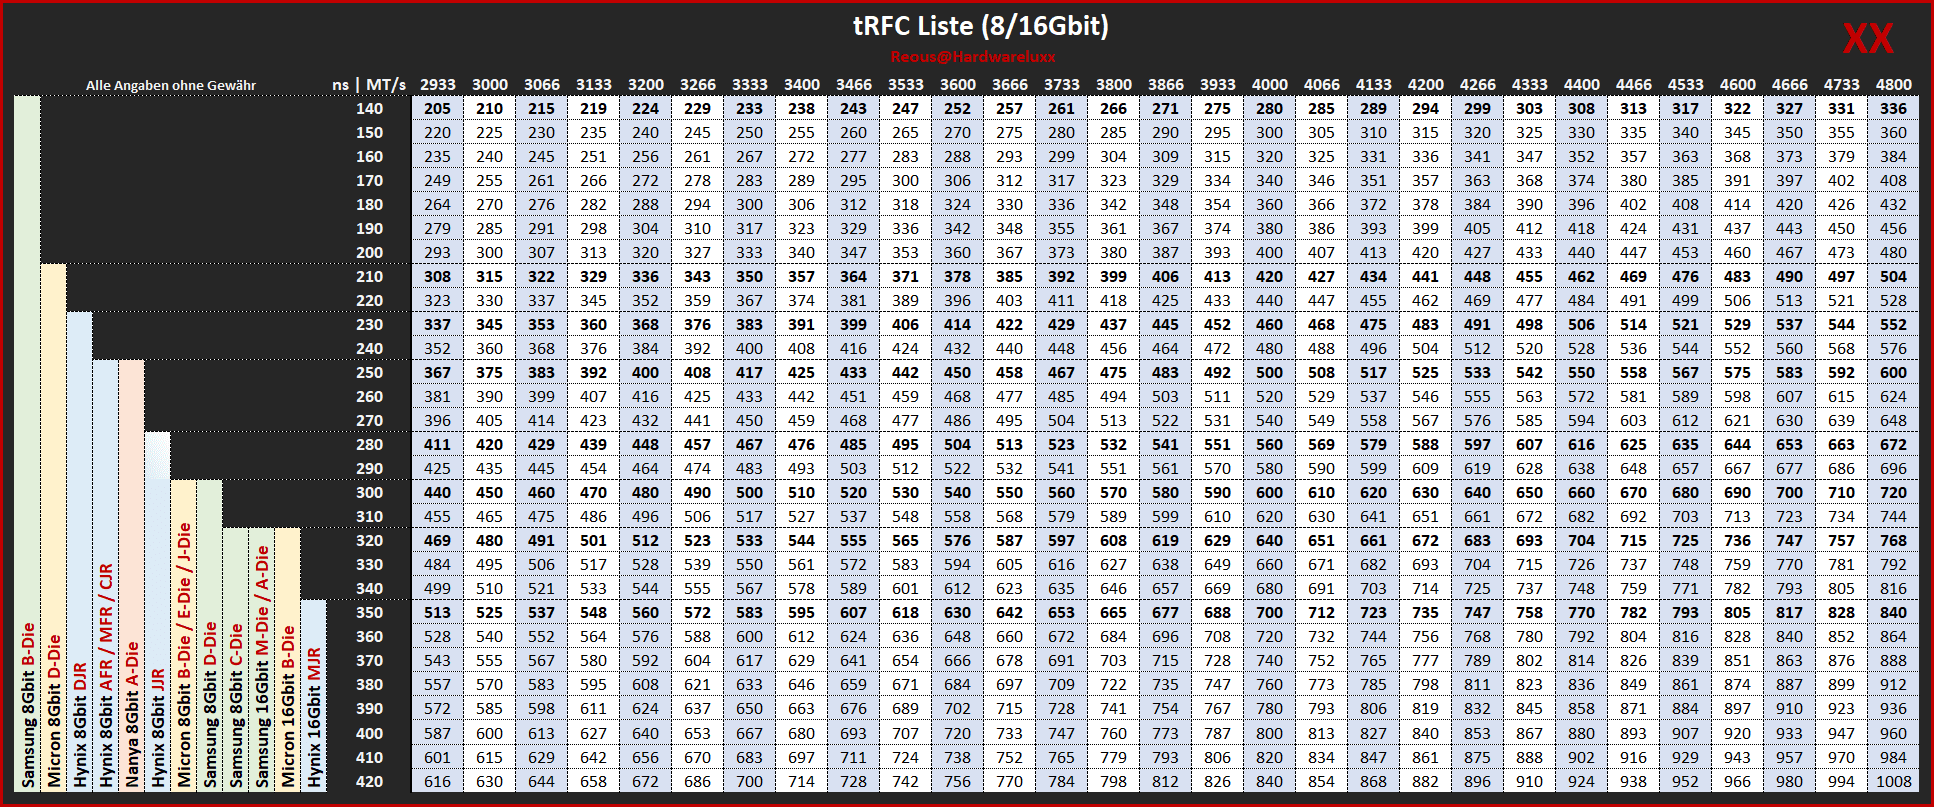 tRFC Liste (8/16Gbit)
XX
Reous@Hardwareluxx
Alle Angaben ohne Gewähr ns | MT/s 2933 3000 3066 3133 3200 3266 3333 3400 3466 3533 3600 3666 3733 3800 3866 3933 4000 4066 4133 4200 4266 4333 4400 4466 4533 4600 4666 4733 4800
140 205 210 215 219 224 229 233 238 243 247 252 257 261 266 271 275 280 285 289 294 299 303 308 313 317 322 327 331 336
150 220 225 230 235 240 245 250 255 260 265 270 275 280 285 290 295 300 305 310 315 320 325 330 335 340 345 350 355 360
160 235 240 245 251 256 261 267 272 277 283 288 293 299 304 309 315 320 325 331 336 341 347 352 357 363 368 373 379 384
170 249 255 261 266 272 278 283 289 295 300 306 312 317 323 329 334 340 346 351 357 363 368 374 380 385 391 397 402 408
180 264 270 276 282 288 294 300 306 312 318 324 330 336 342 348 354 360 366 372 378 384 390 396 402 408 414 420 426 432
190 279 285 291 298 304 310 317 323 329 336 342 348 355 361 367 374 380 386 393 399 405 412 418 424 431 437 443 450 456
200 293 300 307 313 320 327 333 340 347 353 360 367 373 380 387 393 400 407 413 420 427 433 440 447 453 460 467 473 480
210 308 315 322 329 336 343 350 357 364 371 378 385 392 399 406 413 420 427 434 441 448 455 462 469 476 483 490 497 504
220 323 330 337 345 352 359 367 374 381 389 396 403 411 418 425 433 440 447 455 462 469 477 484 491 499 506 513 521 528
230 337 345 353 360 368 376 383 391 399 406 414 422 429 437 445 452 460 468 475 483 491 498 506 514 521 529 537 544 552
240 352 360 368 376 384 392 400 408 416 424 432 440 448 456 464 472 480 488 496 504 512 520 528 536 544 552 560 568 576
250 367 375 383 392 400 408 417 425 433 442 450 458 467 475 483 492 500 508 517 525 533 542 550 558 567 575 583 592 600
260 381 390 399 407 416 425 433 442 451 459 468 477 485 494 503 511 520 529 537 546 555 563 572 581 589 598 607 615 624
270 396 405 414 423 432 441 450 459 468 477 486 495 504 513 522 531 540 549 558 567 576 585 594 603 612 621 630 639 648
280 411 420 429 439 448 457 467 476 485 495 504 513 523 532 541 551 560 569 579 588 597 607 616 625 635 644 653 663 672
290 425 435 445 454 464 474 483 493 503 512 522 532 541 551 561 570 580 590 599 609 619 628 638 648 657 667 677 686 696
300 440 450 460 470 480 490 500 510 520 530 540 550 560 570 580 590 600 610 620 630 640 650 660 670 680 690 700 710 720
310 455 465 475 486 496 506 517 527 537 548 558 568 579 589 599 610 620 630 641 651 661 672 682 692 703 713 723 734 744
320 469 480 491 501 512 523 533 544 555 565 576 587 597 608 619 629 640 651 661 672 683 693 704 715 725 736 747 757 768
330 484 495 506 517 528 539 550 561 572 583 594 605 616 627 638 649 660 671 682 693 704 715 726 737 748 759 770 781 792
340 499 510 521 533 544 555 567 578 589 601 612 623 635 646 657 669 680 691 703 714 725 737 748 759 771 782 793 805 816
350 513 525 537 548 560 572 583 595 607 618 630 642 653 665 677 688 700 712 723 735 747 758 770 782 793 805 817 828 840
360 528 540 552 564 576 588 600 612 624 636 648 660 672 684 696 708 720 732 744 756 768 780 792 804 816 828 840 852 864
370 543 555 567 580 592 604 617 629 641 654 666 678 691 703 715 728 740 752 765 777 789 802 814 826 839 851 863 876 888
380 557 570 583 595 608 621 633 646 659 671 684 697 709 722 735 747 760 773 785 798 811 823 836 849 861 874 887 899 912
390 572 585 598 611 624 637 650 663 676 689 702 715 728 741 754 767 780 793 806 819 832 845 858 871 884 897 910 923 936
400 587 600 613 627 640 653 667 680 693 707 720 733 747 760 773 787 800 813 827 840 853 867 880 893 907 920 933 947 960
410 601 615 629 642 656 670 683 697 711 724 738 752 765 779 793 806 820 834 847 861 875 888 902 916 929 943 957 970 984
420 616 630 644 658 672 686 700 714 728 742 756 770 784 798 812 826 840 854 868 882 896 910 924 938 952 966 980 994 1008
Samsung 8Gbit B-Die
Micron 8Gbit D-Die
Hynix 8Gbit DJR
Hynix 8Gbit AFR / MFR / CJR
Nanya 8Gbit A-Die
Hynix 8Gbit JJR
Micron 8Gbit B-Die / E-Die / J-Die
Samsung 8Gbit D-Die
Samsung 8Gbit C-Die
Samsung 16Gbit M-Die / A-Die
Micron 16Gbit B-Die
Hynix 16Gbit MJR